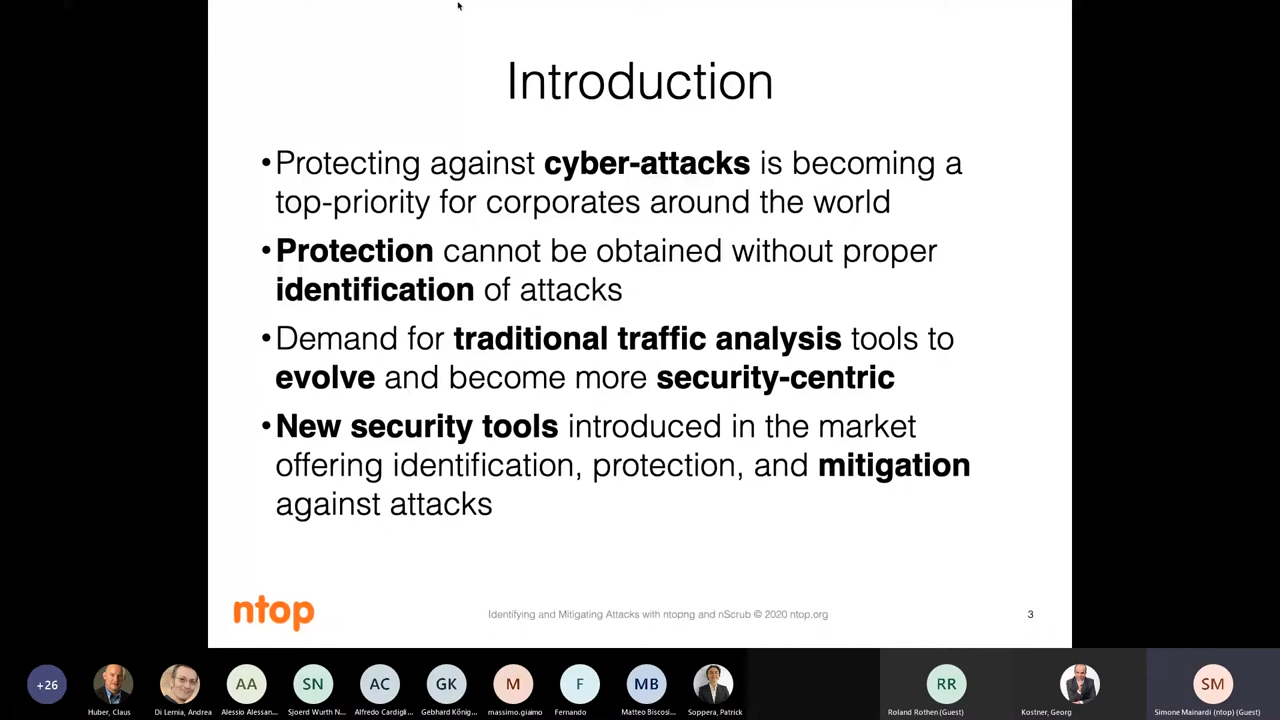 Introduction
•Protecting against cyber-attacks is becoming a
top-priority for corporates around the world
•Protection cannot be obtained without proper
identification of attacks
•Demand for traditional traffic analysis tools to
evolve and become more security-centric
•New security tools introduced in the market
offering identification, protection, and mitigation
against attacks
ntop
Identifying and Mitigating Attacks with ntopng and nScrub © 2020 ntop.org
3
+26
AA
SN
AC
GK
M
F
MB
RR
SM
Huber, Claus
Di Lernia, Andrea
Alessio Alessan...
Sjoerd Wurth N...
Alfredo Cardigli...
Gebhard König...
massimo.giaimo
Fernando
Matteo Biscosi...
Soppera, Patrick
Roland Rothen (Guest)
Kostner, Georg
Simone Mainardi (ntop) (Guest)